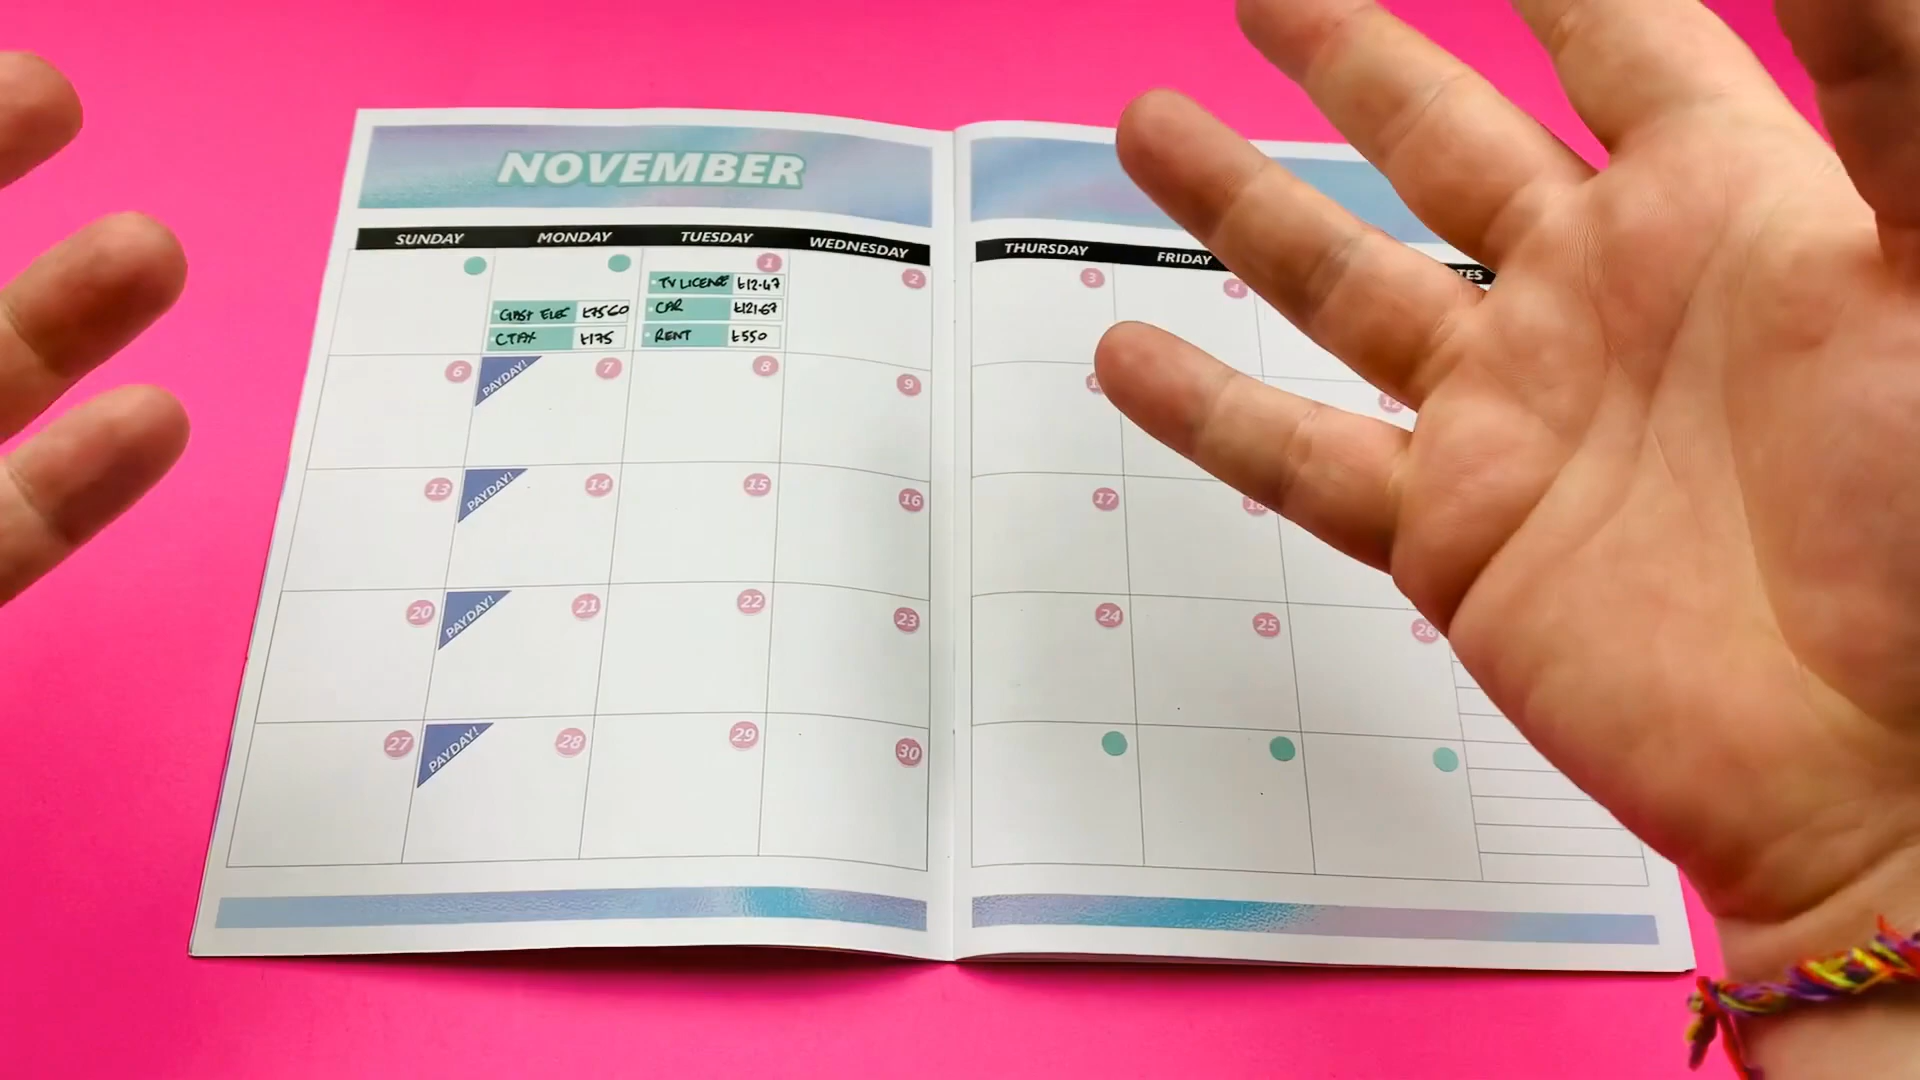 NOVEMBER
SUNDAY MONDAY TUESDAY WEDNESDAY THURSDAY FRIDAY
1 2 3 4
TV LICENSE £12.47
GAS+ ELEC £75.60 CAR £121.67
CTAX £175 RENT £550
6 PAYDAY! 7 8 9 12
13 PAYDAY! 14 15 16 17
20 PAYDAY! 21 22 23 24 25 26
27 PAYDAY! 28 29 30